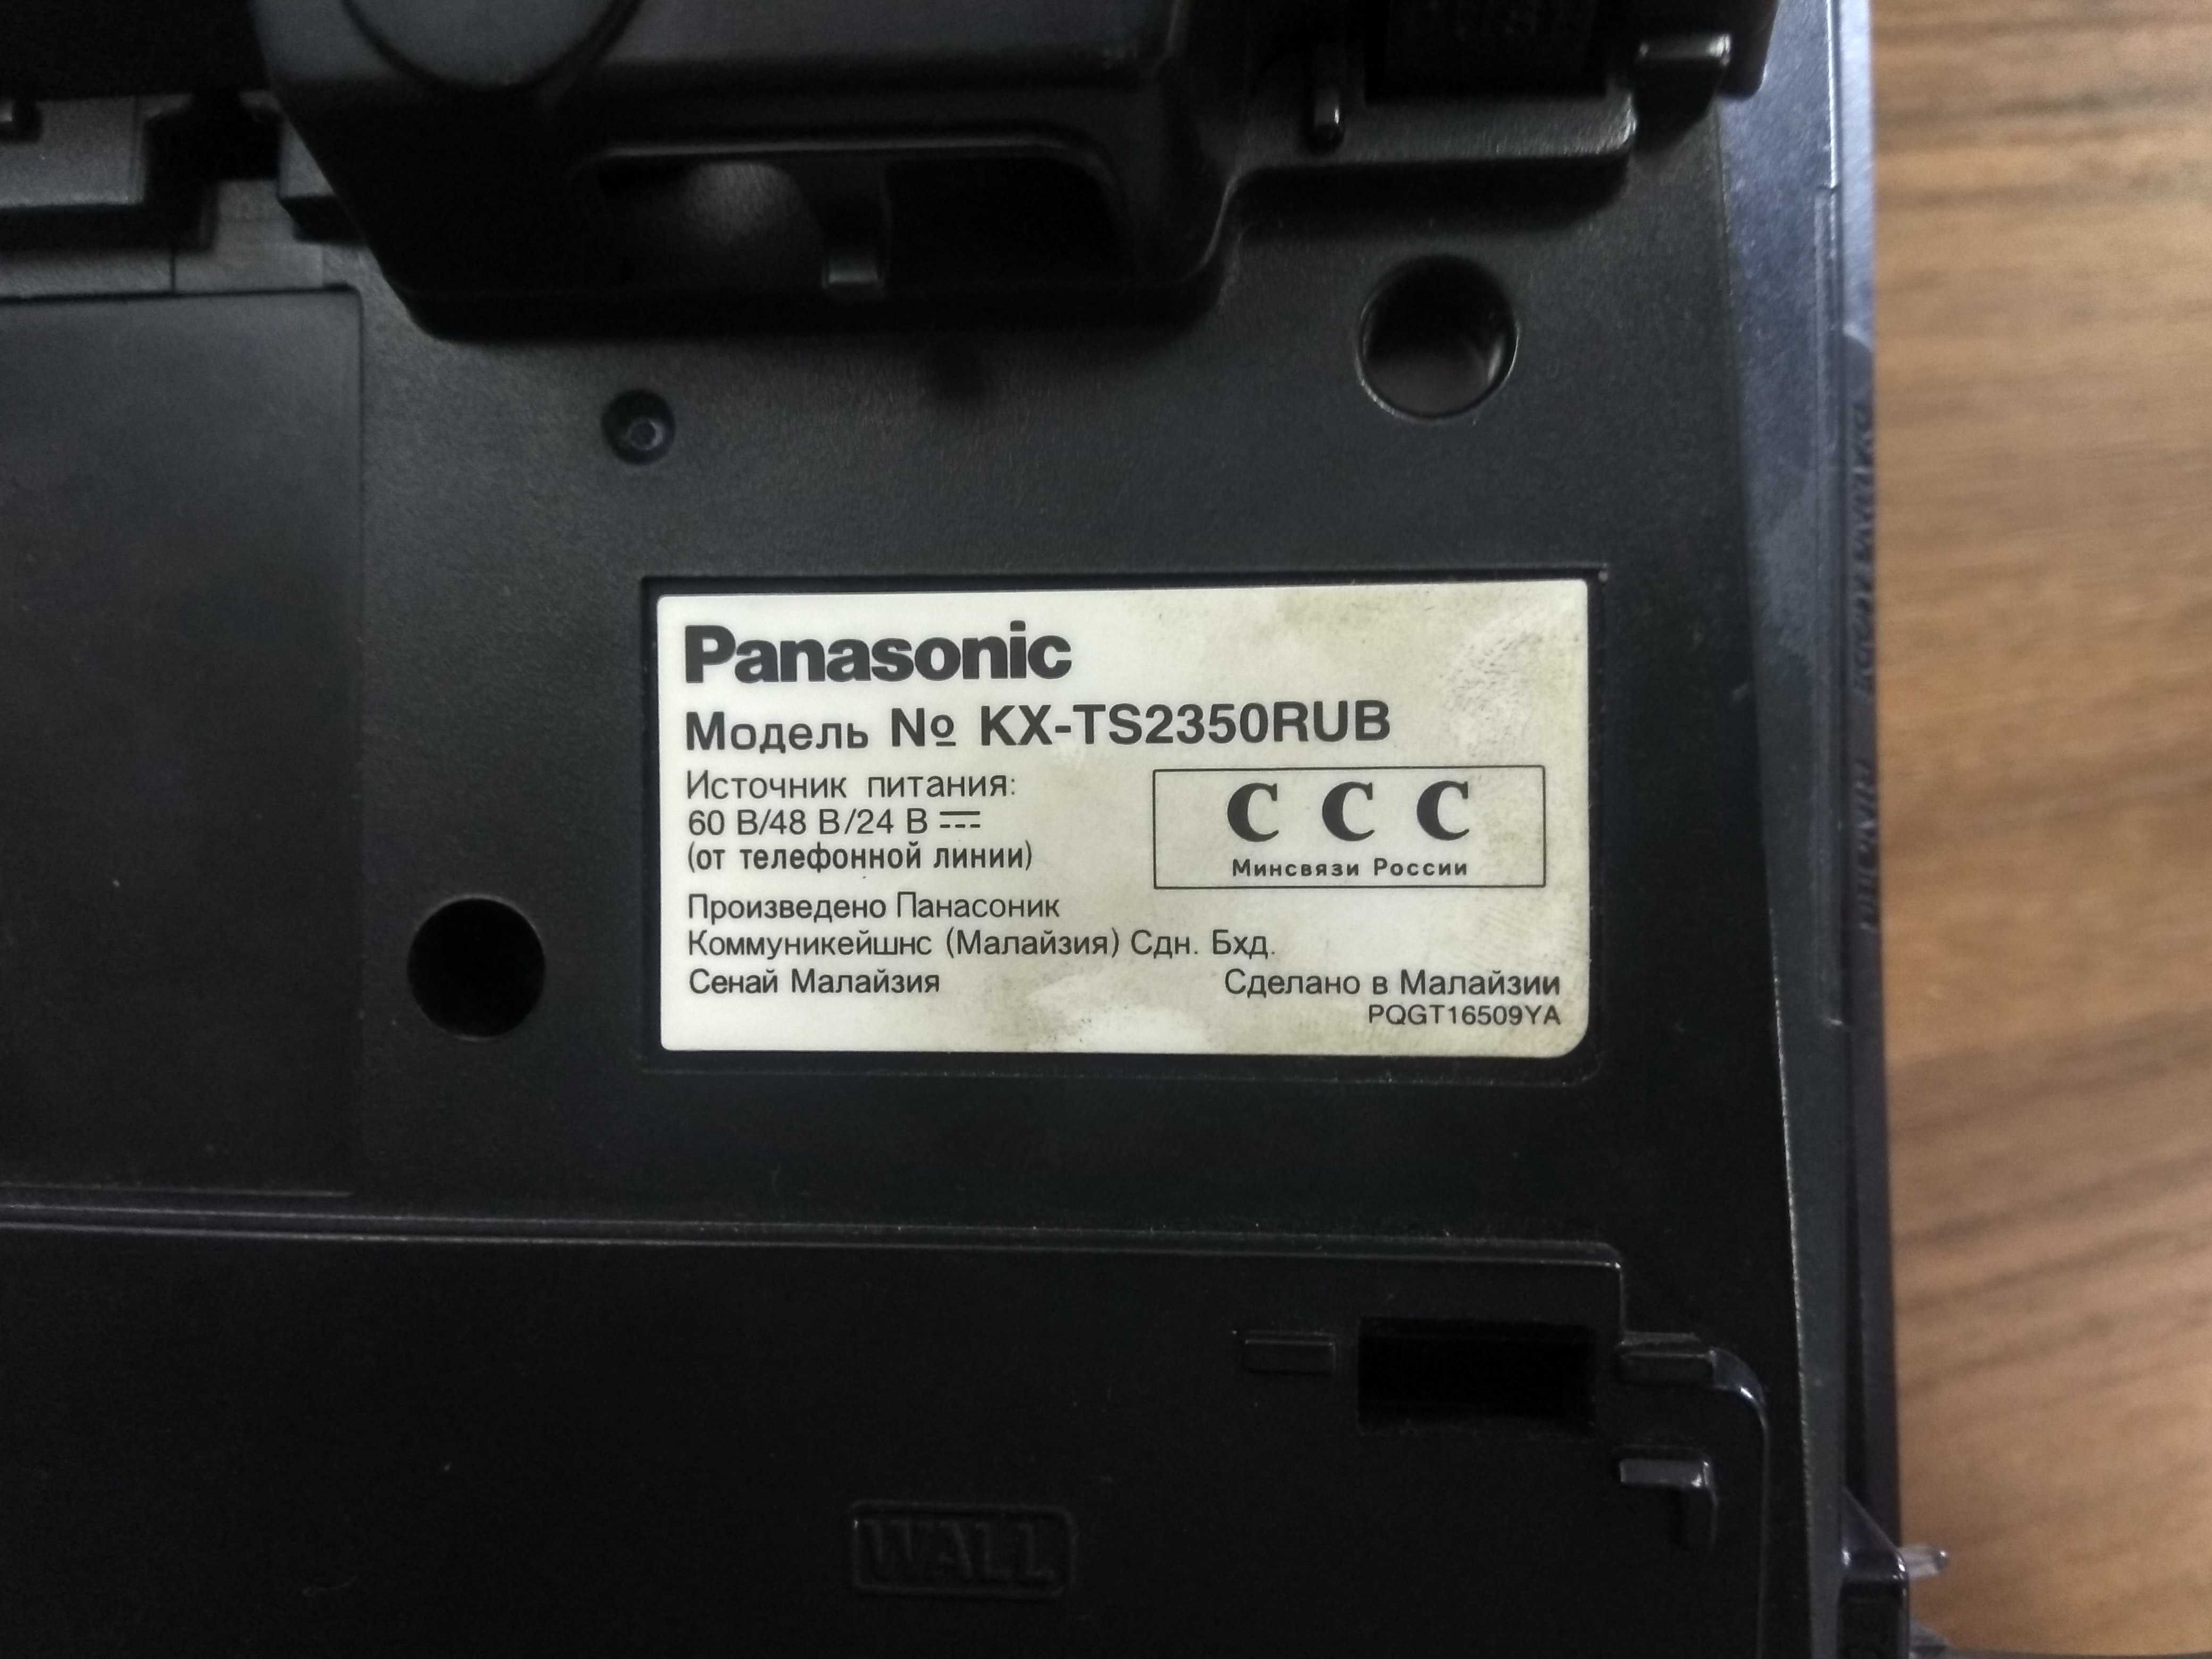 Panasonic
Модель № KX-TS2350RUB
Источник питания:
60 В/48 В/24 В
(от телефонной линии)
ССС
Минсвязи России
Произведено Панасоник
Коммуникейшнс (Малайзия) Сдн. Бхд.
Сенай Малайзия
Сделано в Малайзии
PQGT16509YA
WALL